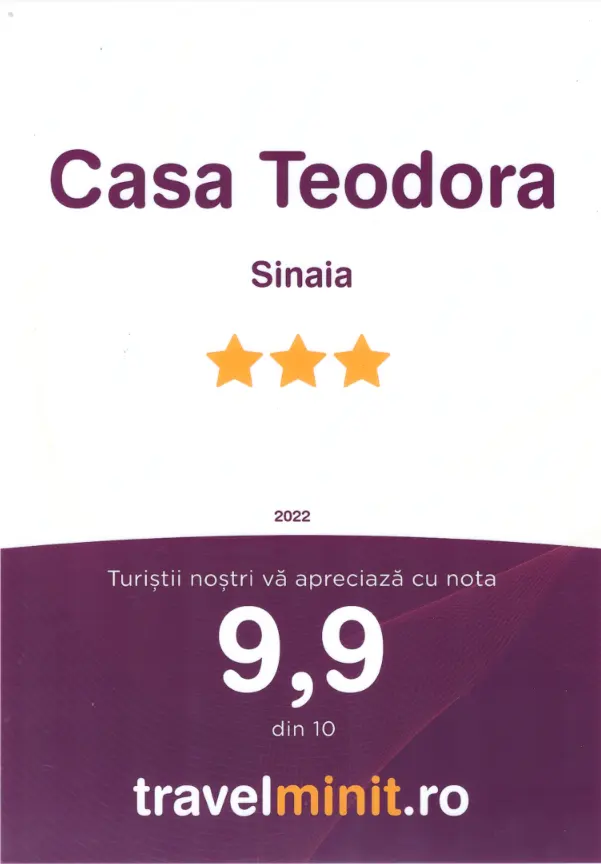 Casa Teodora
Sinaia
2022
Turiștii noștri vă apreciază cu nota
9,9
din 10
travelminit.ro